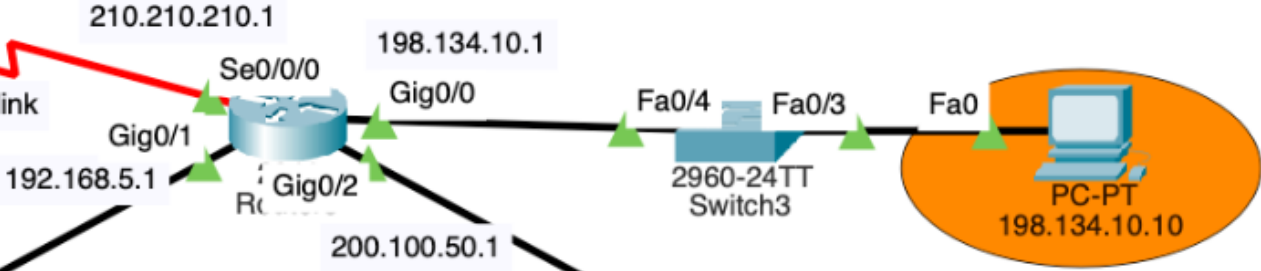 210.210.210.1
198.134.10.1
Se0/0/0
Gig0/0
Fa0/4
Fa0/3
Fa0
link
Gig0/1
192.168.5.1
Gig0/2
200.100.50.1
2960-24TT
Switch3
PC-PT
198.134.10.10